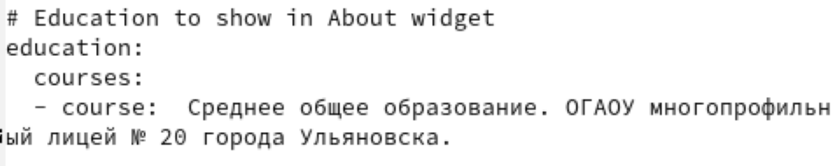 # Education to show in About widget
education:
  courses:
  - course:  Среднее общее образование. ОГАОУ многопрофильн
ый лицей № 20 города Ульяновска.